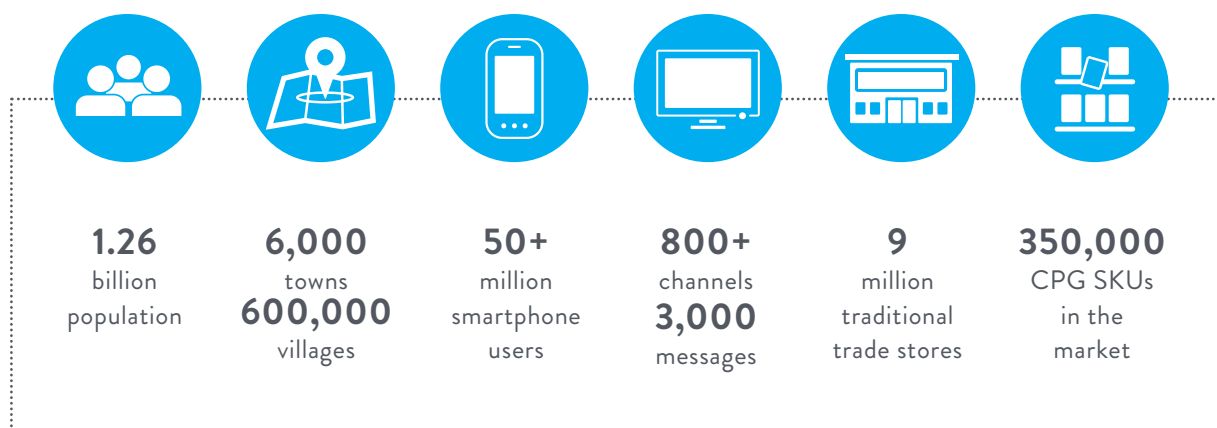 1.26
billion
population
6,000
towns
600,000
villages
50+
million
smartphone
users
800+
channels
3,000
messages
9
million
traditional
trade stores
350,000
CPG SKUs
in the
market